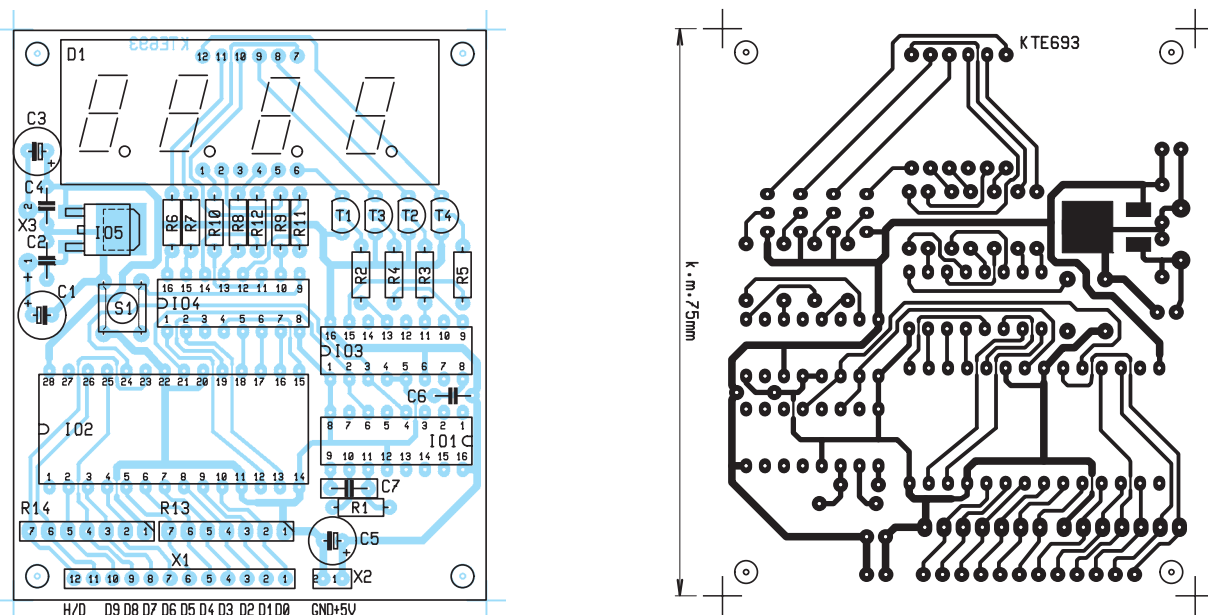 D1
KTE693
12 11 10 9 8 7
C3
+
1 2 3 4 5 6
C4
2
X3
IO5
C2
1
+
C1
+
S1
R6 R7 R10 R8 R12 R9 R11
T1 T3 T2 T4
R2 R4 R3 R5
16 15 14 13 12 11 10 9
IO4
1 2 3 4 5 6 7 8
16 15 14 13 12 11 10 9
IO3
1 2 3 4 5 6 7 8
28 27 26 25 24 23 22 21 20 19 18 17 16 15
IO2
1 2 3 4 5 6 7 8 9 10 11 12 13 14
C6
8 7 6 5 4 3 2 1
IO1
9 10 11 12 13 14 15 16
C7
R1
R14
7 6 5 4 3 2 1
R13
7 6 5 4 3 2 1
C5
+
X1
12 11 10 9 8 7 6 5 4 3 2 1
2 1
X2
H/D D9 D8 D7 D6 D5 D4 D3 D2 D1 D0 GND +5V
KTE693
k.m.75mm